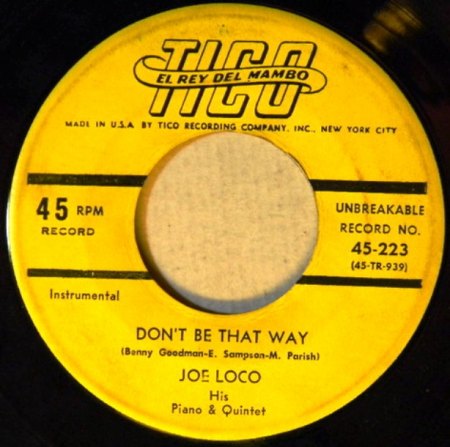 TICO
EL REY DEL MAMBO
MADE IN U.S.A. BY TICO RECORDING COMPANY, INC., NEW YORK CITY
45 RPM
RECORD
UNBREAKABLE
RECORD NO.
45-223
(45-TR-939)
Instrumental
DON'T BE THAT WAY
(Benny Goodman-E. Sampson-M. Parish)
JOE LOCO
His
Piano & Quintet